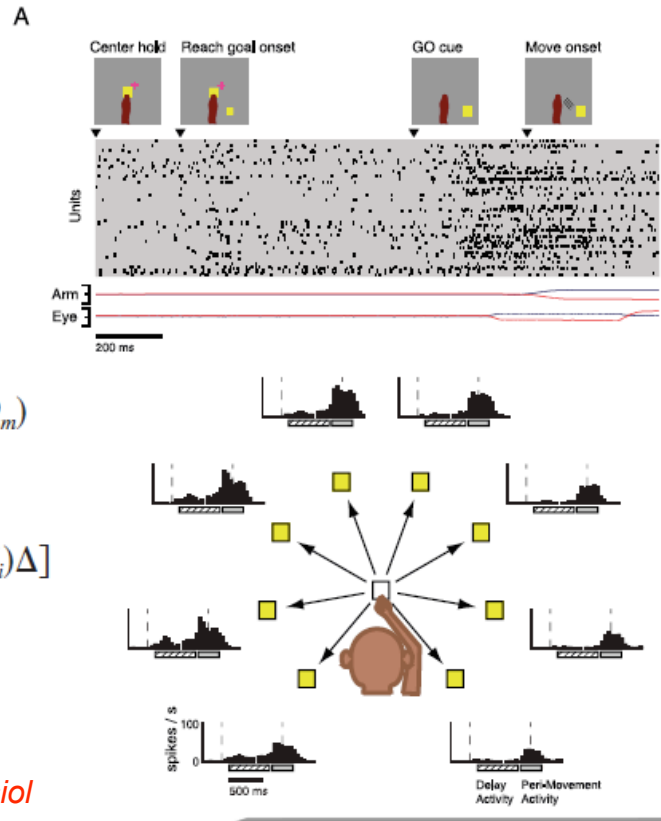 A
Center hold Reach goal onset GO cue Move onset
Units
Arm
Eye
200 ms
m)
i)Δ]
spikes / s
100
0
500 ms
Delay Activity
Peri-Movement Activity
iol